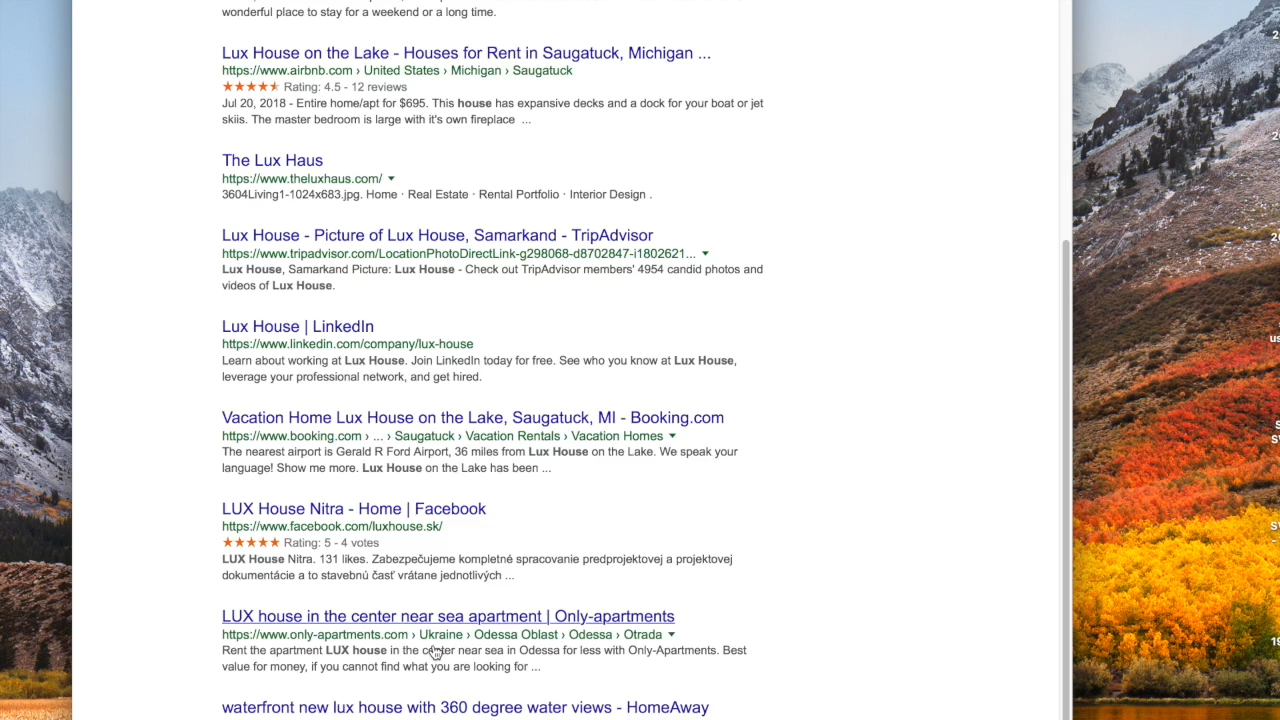 wonderful place to stay for a weekend or a long time.
Lux House on the Lake - Houses for Rent in Saugatuck, Michigan ...
https://www.airbnb.com › United States › Michigan › Saugatuck
Rating: 4.5 - 12 reviews
Jul 20, 2018 - Entire home/apt for $695. This house has expansive decks and a dock for your boat or jet
skiis. The master bedroom is large with it's own fireplace ...
The Lux Haus
https://www.theluxhaus.com/
3604Living1-1024x683.jpg. Home · Real Estate · Rental Portfolio · Interior Design .
Lux House - Picture of Lux House, Samarkand - TripAdvisor
https://www.tripadvisor.com/LocationPhotoDirectLink-g298068-d8702847-i1802621...
Lux House, Samarkand Picture: Lux House - Check out TripAdvisor members' 4954 candid photos and
videos of Lux House.
Lux House | LinkedIn
https://www.linkedin.com/company/lux-house
Learn about working at Lux House. Join LinkedIn today for free. See who you know at Lux House,
leverage your professional network, and get hired.
Vacation Home Lux House on the Lake, Saugatuck, MI - Booking.com
https://www.booking.com › ... › Saugatuck › Vacation Rentals › Vacation Homes
The nearest airport is Gerald R Ford Airport, 36 miles from Lux House on the Lake. We speak your
language! Show me more. Lux House on the Lake has been ...
LUX House Nitra - Home | Facebook
https://www.facebook.com/luxhouse.sk/
Rating: 5 - 4 votes
LUX House Nitra. 131 likes. Zabezpečujeme kompletné spracovanie predprojektovej a projektovej
dokumentácie a to stavebnú časť vrátane jednotlivých ...
LUX house in the center near sea apartment | Only-apartments
https://www.only-apartments.com › Ukraine › Odessa Oblast › Odessa › Otrada
Rent the apartment LUX house in the center near sea in Odessa for less with Only-Apartments. Best
value for money, if you cannot find what you are looking for ...
waterfront new lux house with 360 degree water views - HomeAway